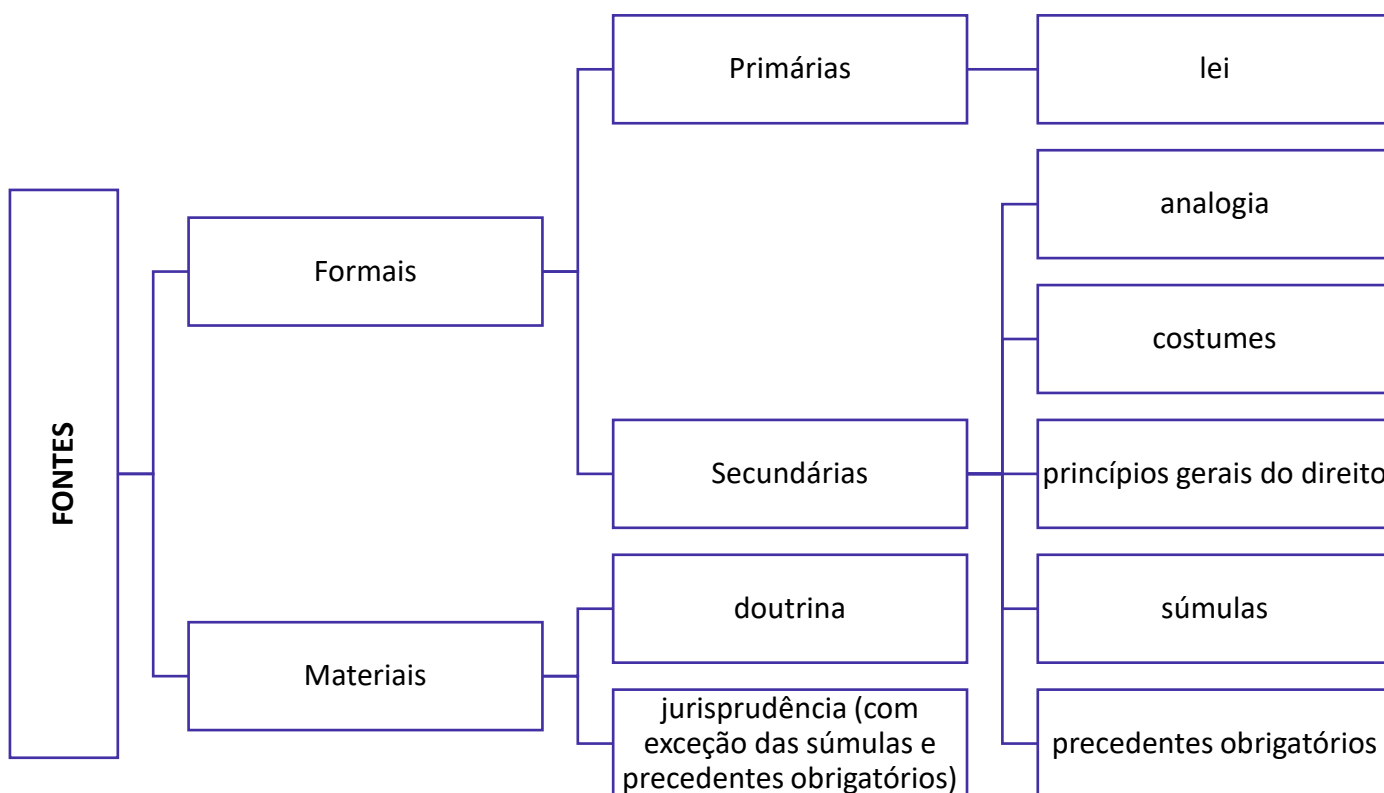 FONTES
Formais
Primárias
lei
Secundárias
analogia
costumes
princípios gerais do direito
súmulas
precedentes obrigatórios
Materiais
doutrina
jurisprudência (com
exceção das súmulas e
precedentes obrigatórios)